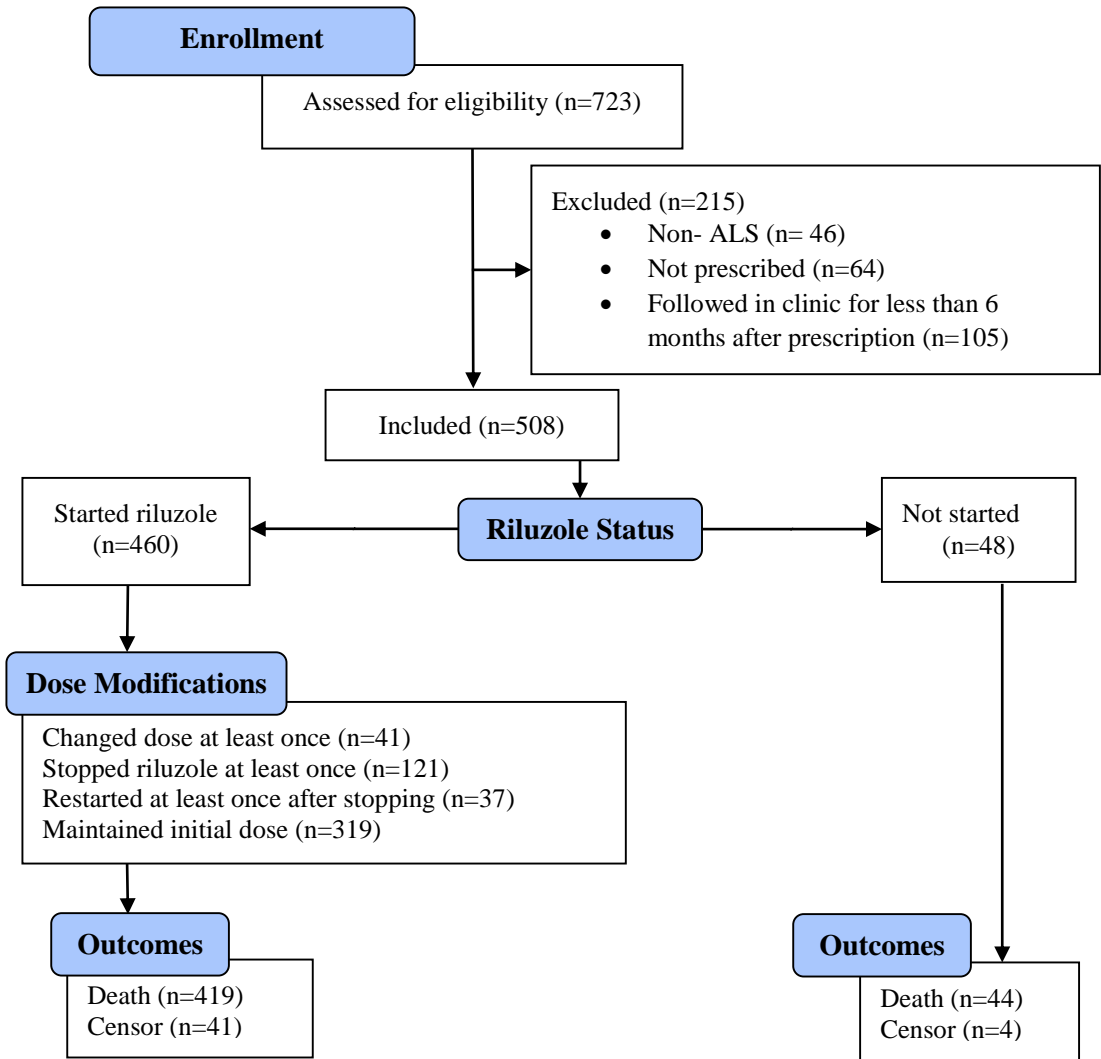 Enrollment
Assessed for eligibility (n=723)
Excluded (n=215)
• Non- ALS (n= 46)
• Not prescribed (n=64)
• Followed in clinic for less than 6
months after prescription (n=105)
Included (n=508)
Started riluzole
(n=460)
Riluzole Status
Not started
(n=48)
Dose Modifications
Changed dose at least once (n=41)
Stopped riluzole at least once (n=121)
Restarted at least once after stopping (n=37)
Maintained initial dose (n=319)
Outcomes
Death (n=419)
Censor (n=41)
Outcomes
Death (n=44)
Censor (n=4)